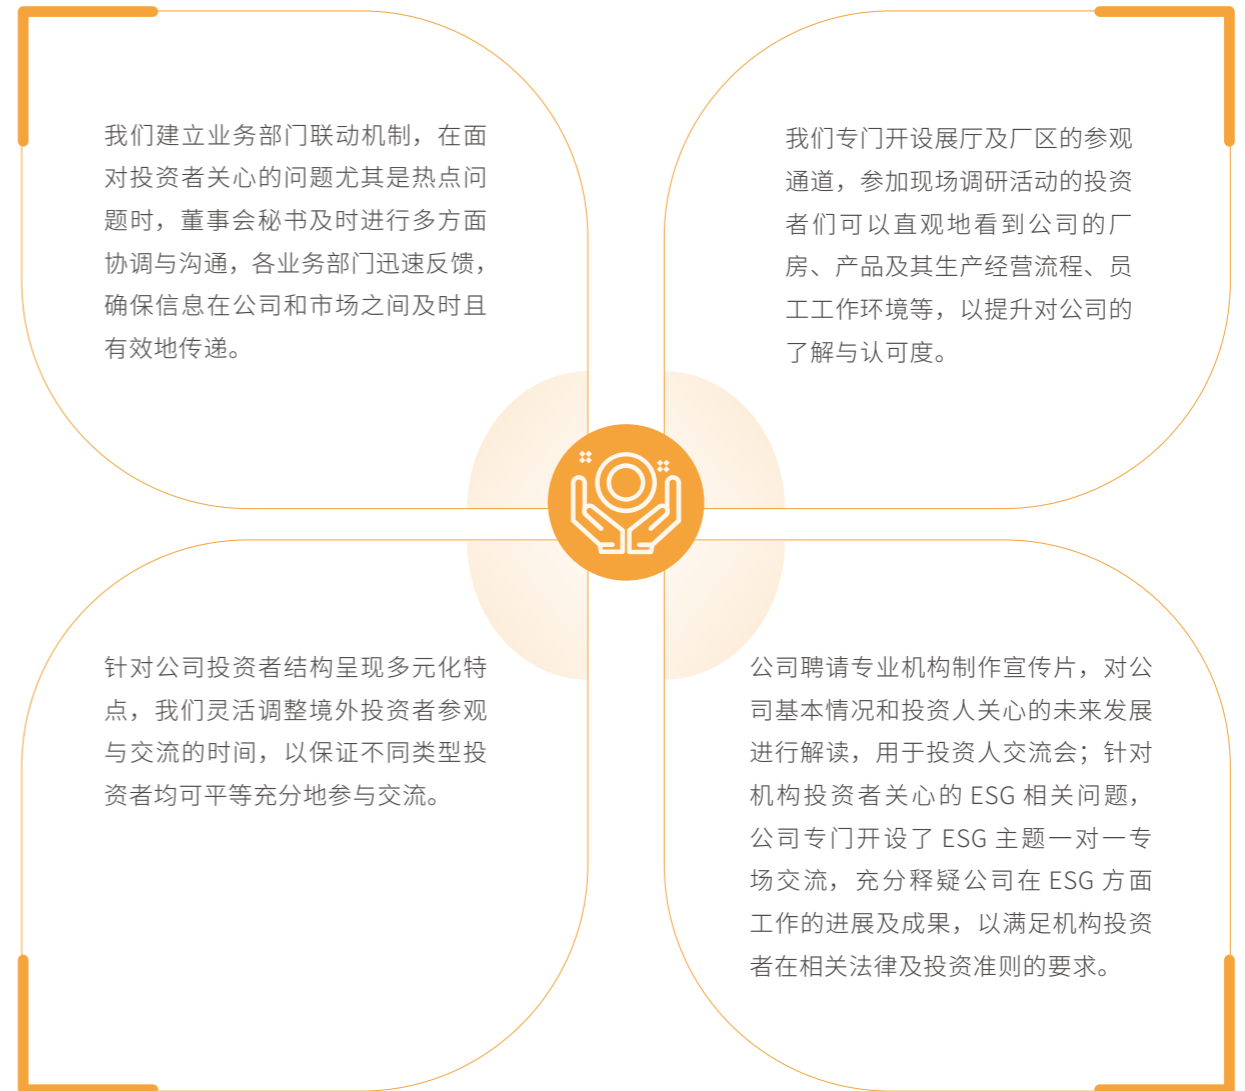 我们建立业务部门联动机制，在面
对投资者关心的问题尤其是热点问
题时，董事会秘书及时进行多方面
协调与沟通，各业务部门迅速反馈，
确保信息在公司和市场之间及时且
有效地传递。
我们专门开设展厅及厂区的参观
通道，参加现场调研活动的投资
者们可以直观地看到公司的厂
房、产品及其生产经营流程、员
工工作环境等，以提升对公司的
了解与认可度。
针对公司投资者结构呈现多元化特
点，我们灵活调整境外投资者参观
与交流的时间，以保证不同类型投
资者均可平等充分地参与交流。
公司聘请专业机构制作宣传片，对公
司基本情况和投资人关心的未来发展
进行解读，用于投资人交流会；针对
机构投资者关心的 ESG 相关问题，
公司专门开设了 ESG 主题一对一专
场交流，充分释疑公司在 ESG 方面
工作的进展及成果，以满足机构投资
者在相关法律及投资准则的要求。